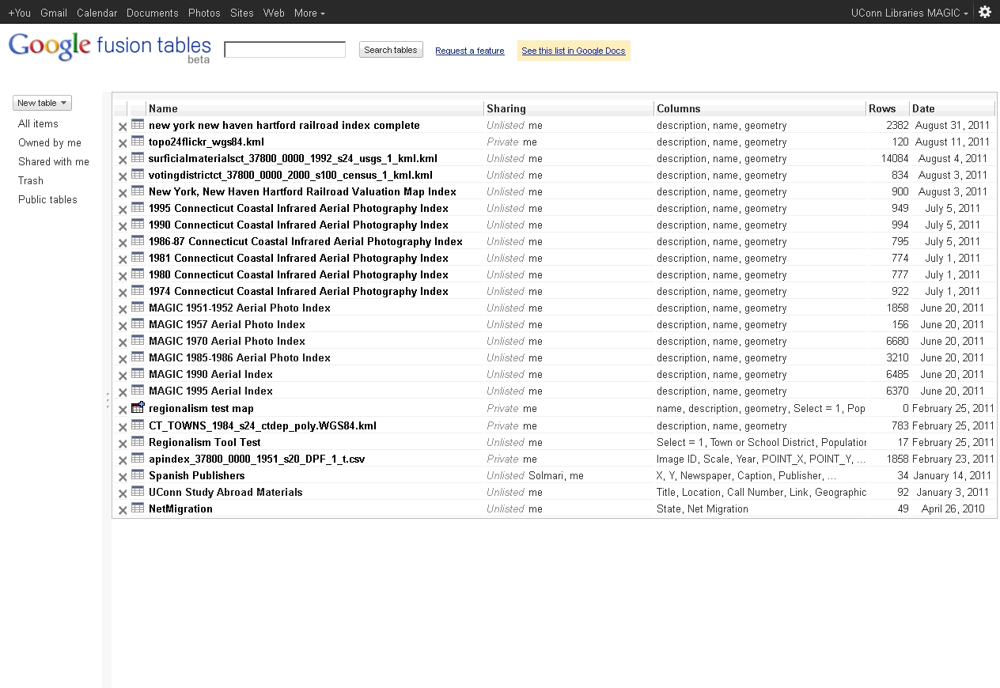 +You Gmail Calendar Documents Photos Sites Web More UConn Libraries MAGIC
Google fusion tables beta
Search tables Request a feature See this list in Google Docs
New table
All items
Owned by me
Shared with me
Trash
Public tables
Name Sharing Columns Rows Date
new york new haven hartford railroad index complete Unlisted me description, name, geometry 2382 August 31, 2011
topo24flickr_wgs84.kml Private me description, name, geometry 120 August 11, 2011
surficialmaterialsct_37800_0000_1992_s24_usgs_1_kml.kml Unlisted me description, name, geometry 14084 August 4, 2011
votingdistrictct_37800_0000_2000_s100_census_1_kml.kml Unlisted me description, name, geometry 834 August 3, 2011
New York, New Haven Hartford Railroad Valuation Map Index Unlisted me description, name, geometry 900 August 3, 2011
1995 Connecticut Coastal Infrared Aerial Photography Index Unlisted me description, name, geometry 949 July 5, 2011
1990 Connecticut Coastal Infrared Aerial Photography Index Unlisted me description, name, geometry 994 July 5, 2011
1986-87 Connecticut Coastal Infrared Aerial Photography Index Unlisted me description, name, geometry 795 July 5, 2011
1981 Connecticut Coastal Infrared Aerial Photography Index Unlisted me description, name, geometry 774 July 1, 2011
1980 Connecticut Coastal Infrared Aerial Photography Index Unlisted me description, name, geometry 777 July 1, 2011
1974 Connecticut Coastal Infrared Aerial Photography Index Unlisted me description, name, geometry 922 July 1, 2011
MAGIC 1951-1952 Aerial Photo Index Unlisted me description, name, geometry 1858 June 20, 2011
MAGIC 1957 Aerial Photo Index Unlisted me description, name, geometry 156 June 20, 2011
MAGIC 1970 Aerial Photo Index Unlisted me description, name, geometry 6680 June 20, 2011
MAGIC 1985-1986 Aerial Photo Index Unlisted me description, name, geometry 3210 June 20, 2011
MAGIC 1990 Aerial Index Unlisted me description, name, geometry 6485 June 20, 2011
MAGIC 1995 Aerial Index Unlisted me description, name, geometry 6370 June 20, 2011
regionalism test map Private me name, description, geometry, Select = 1, Pop 0 February 25, 2011
CT_TOWNS_1984_s24_ctdep_poly.WGS84.kml Private me description, name, geometry 783 February 25, 2011
Regionalism Tool Test Unlisted me Select = 1, Town or School District, Population 17 February 25, 2011
apindex_37800_0000_1951_s20_DPF_1_t.csv Private me Image ID, Scale, Year, POINT_X, POINT_Y, ... 1858 February 23, 2011
Spanish Publishers Unlisted Solmari, me X, Y, Newspaper, Caption, Publisher, ... 34 January 14, 2011
UConn Study Abroad Materials Unlisted me Title, Location, Call Number, Link, Geographic 92 January 3, 2011
NetMigration Unlisted me State, Net Migration 49 April 26, 2010